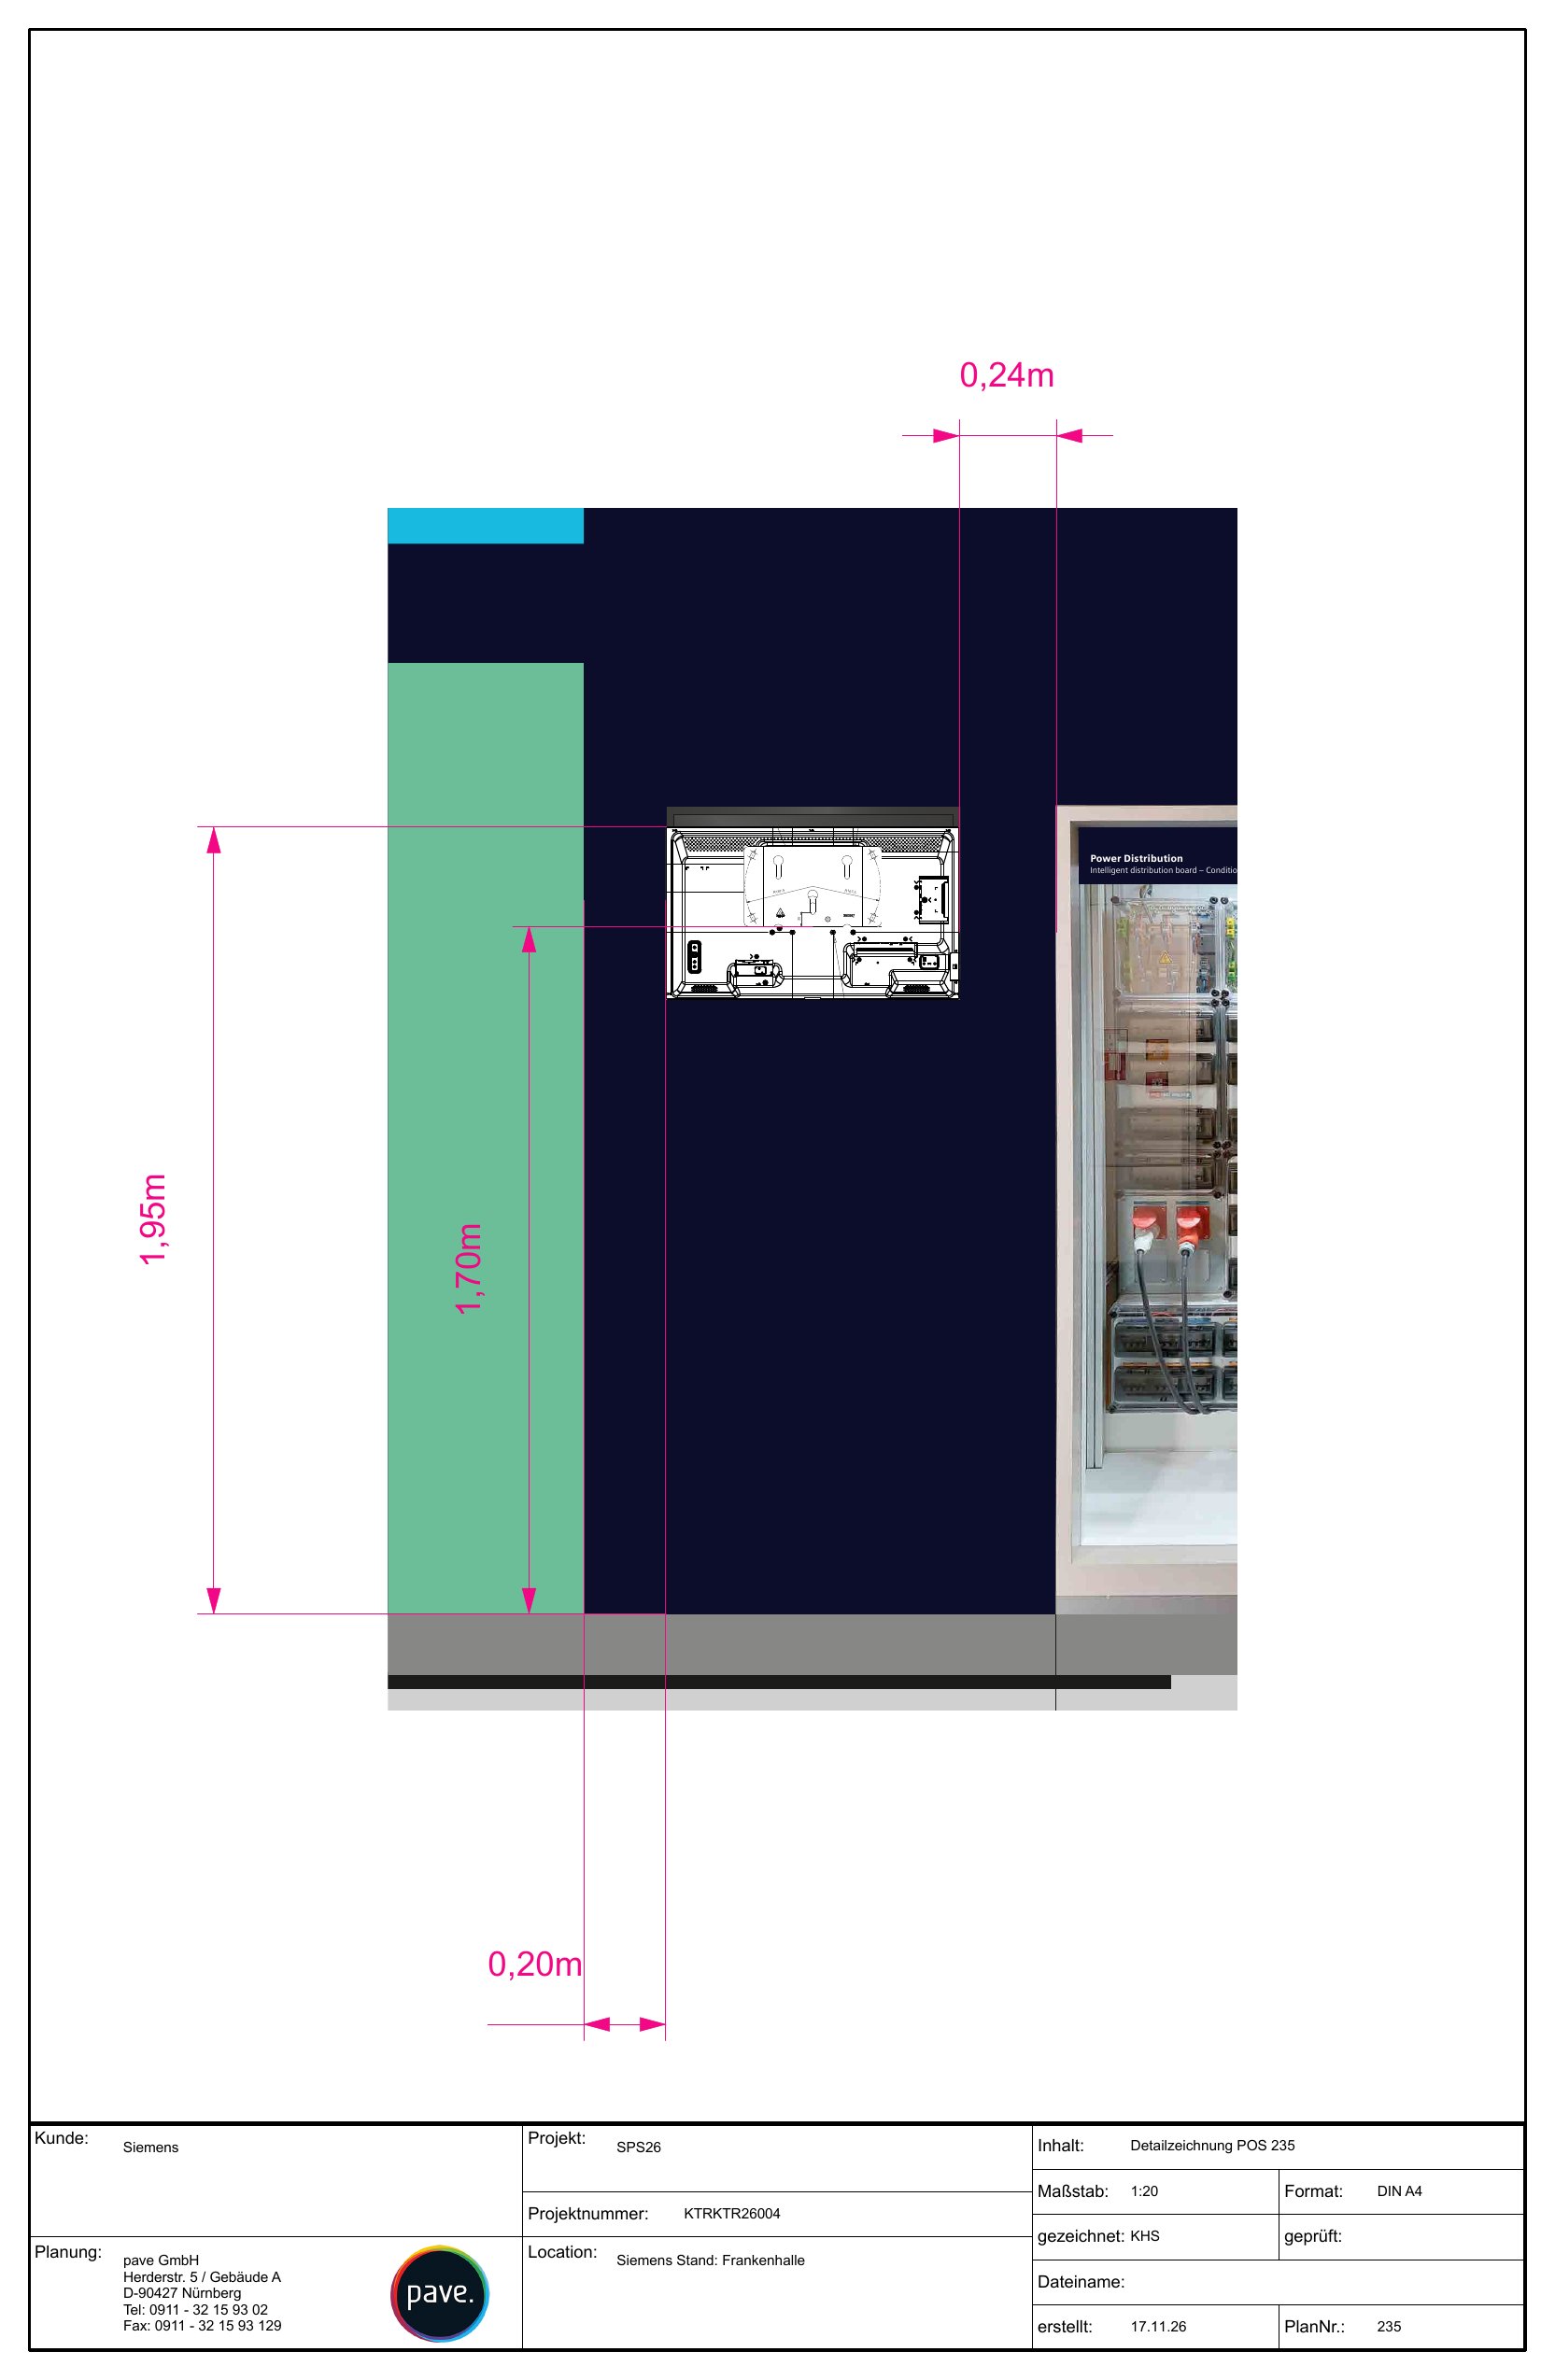 0,24m
Power Distribution
Intelligent distribution board – Conditio
1,95m
1,70m
0,20m
Kunde:
Siemens
Projekt:
SPS26
Projektnummer: KTRKTR26004
Planung:
pave GmbH
Herderstr. 5 / Gebäude A
D-90427 Nürnberg
Tel: 0911 - 32 15 93 02
Fax: 0911 - 32 15 93 129
pave.
Location:
Siemens Stand: Frankenhalle
Inhalt: Detailzeichnung POS 235
Maßstab: 1:20 Format: DIN A4
gezeichnet: KHS geprüft:
Dateiname:
erstellt: 17.11.26 PlanNr.: 235